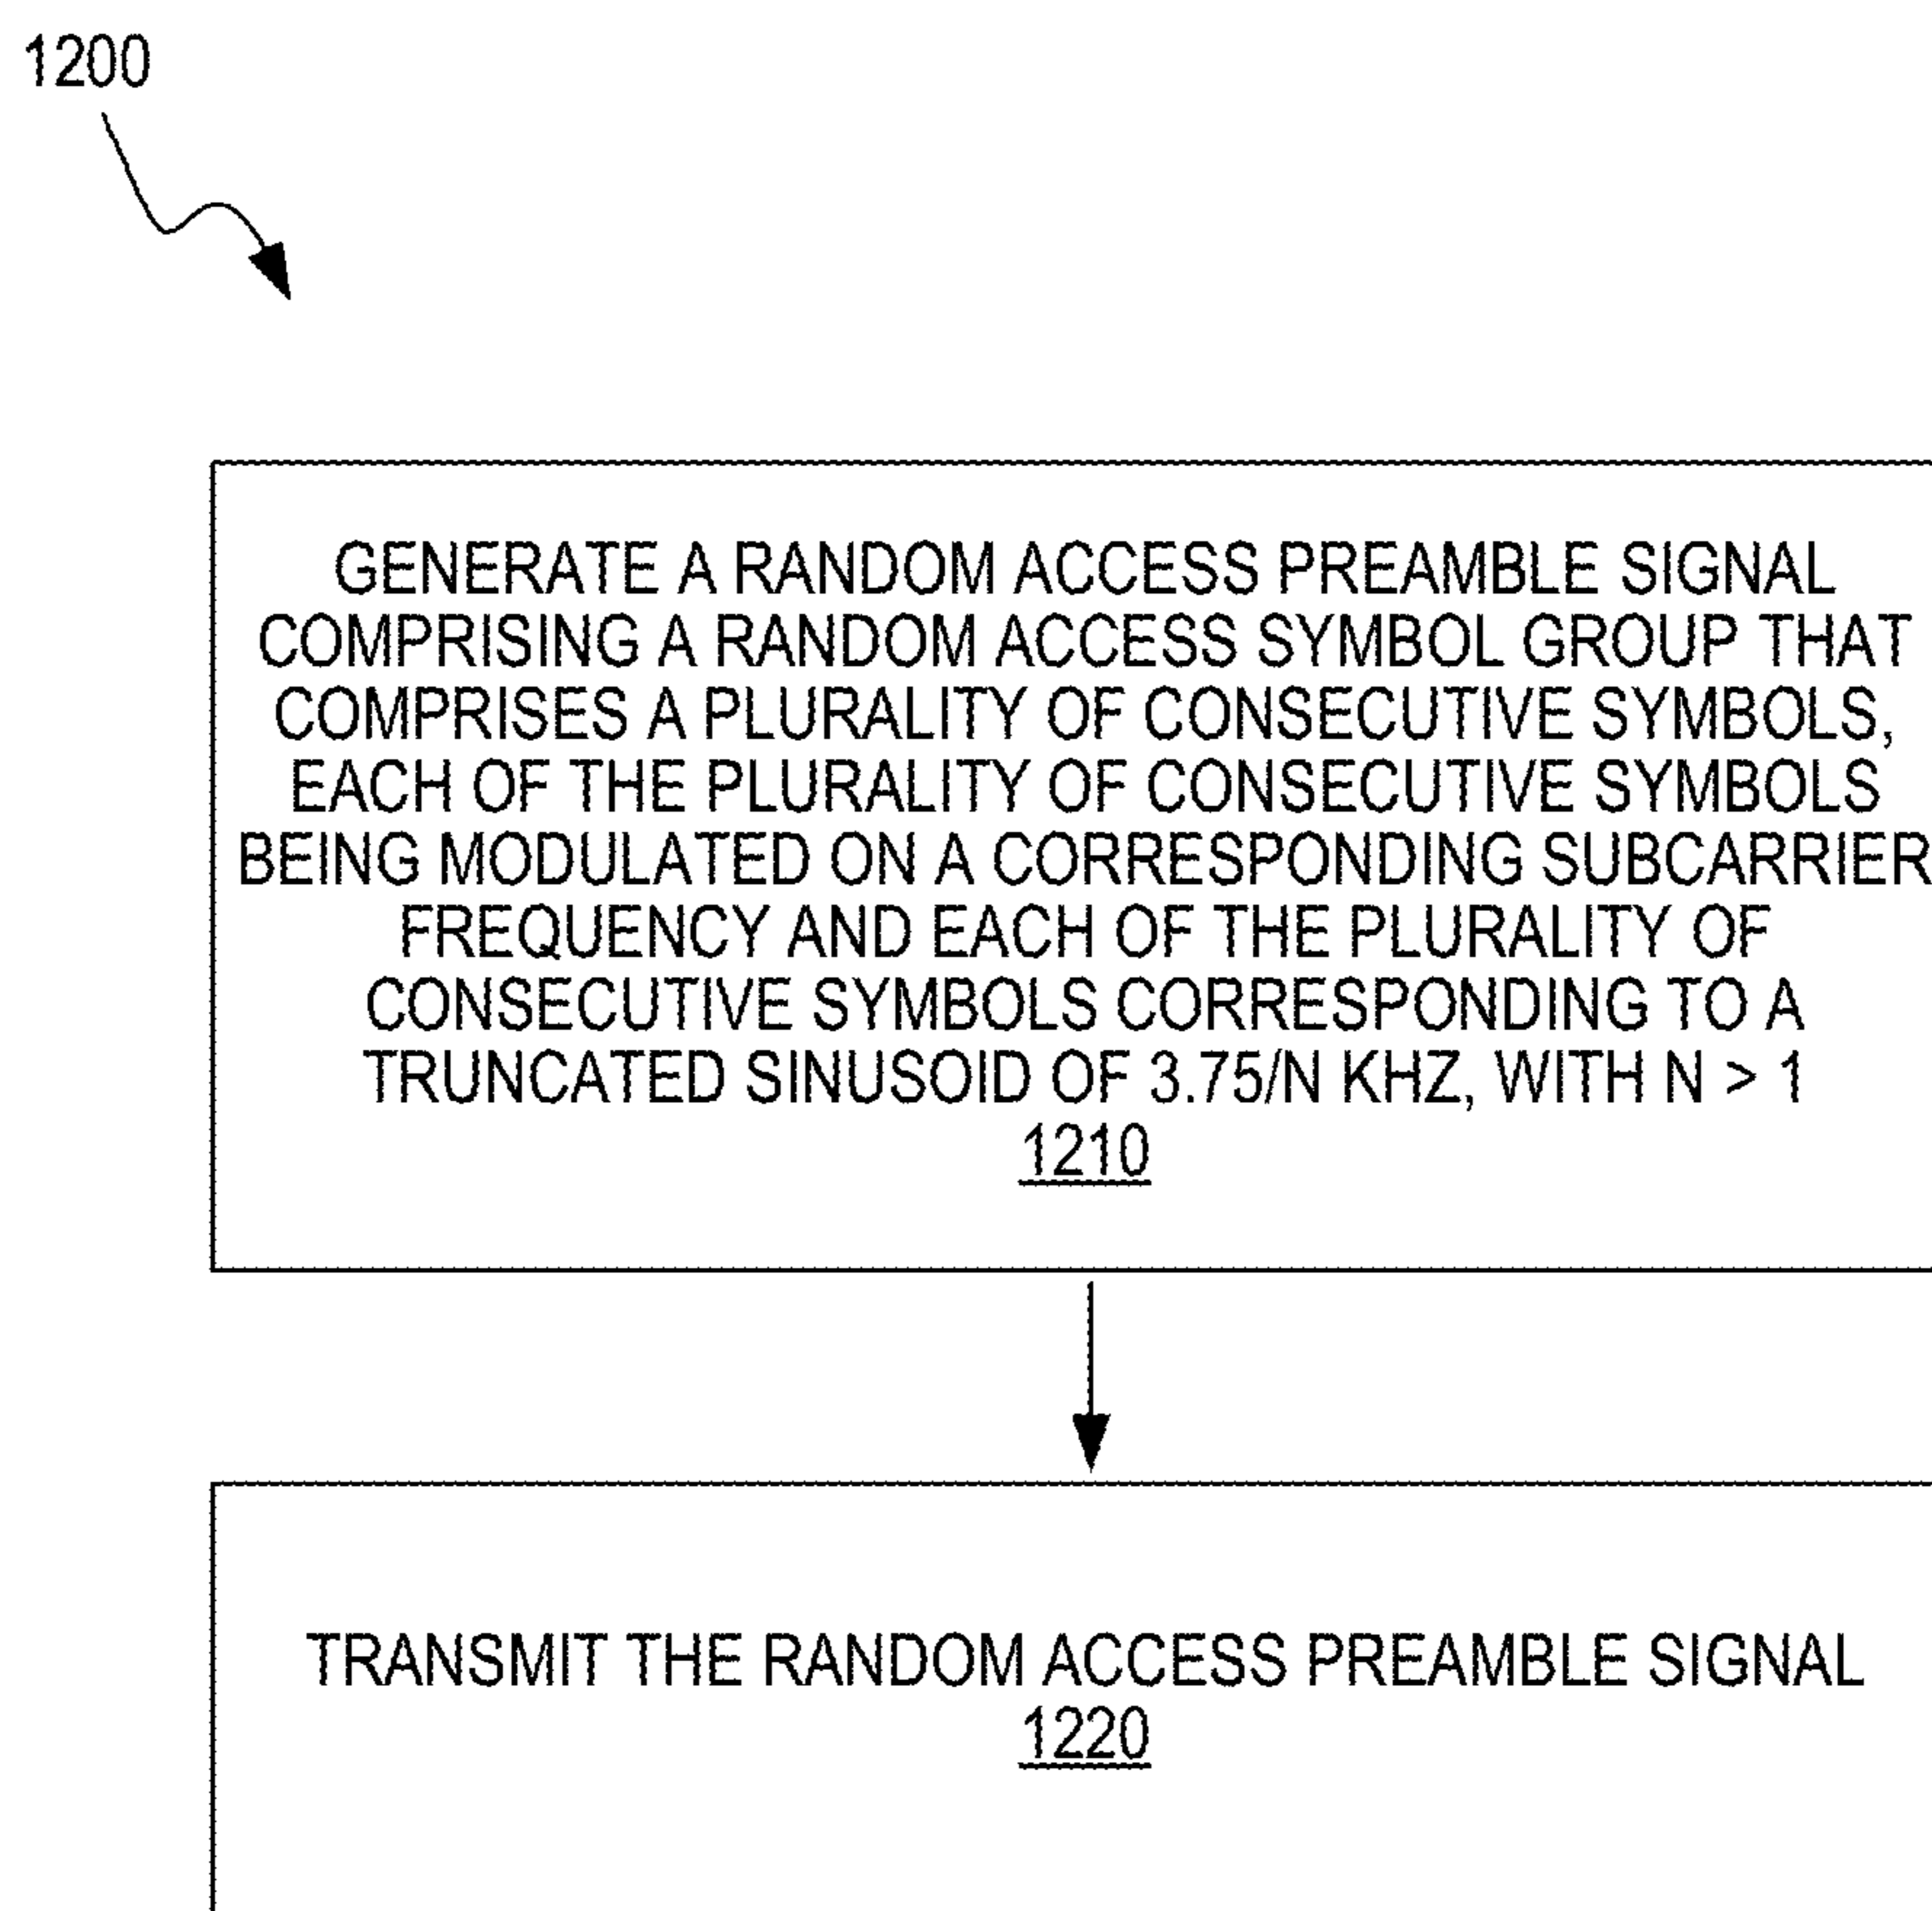 1200
GENERATE A RANDOM ACCESS PREAMBLE SIGNAL
COMPRISING A RANDOM ACCESS SYMBOL GROUP THAT
COMPRISES A PLURALITY OF CONSECUTIVE SYMBOLS,
EACH OF THE PLURALITY OF CONSECUTIVE SYMBOLS
BEING MODULATED ON A CORRESPONDING SUBCARRIER
FREQUENCY AND EACH OF THE PLURALITY OF
CONSECUTIVE SYMBOLS CORRESPONDING TO A
TRUNCATED SINUSOID OF 3.75/N KHZ, WITH N > 1
1210
TRANSMIT THE RANDOM ACCESS PREAMBLE SIGNAL
1220